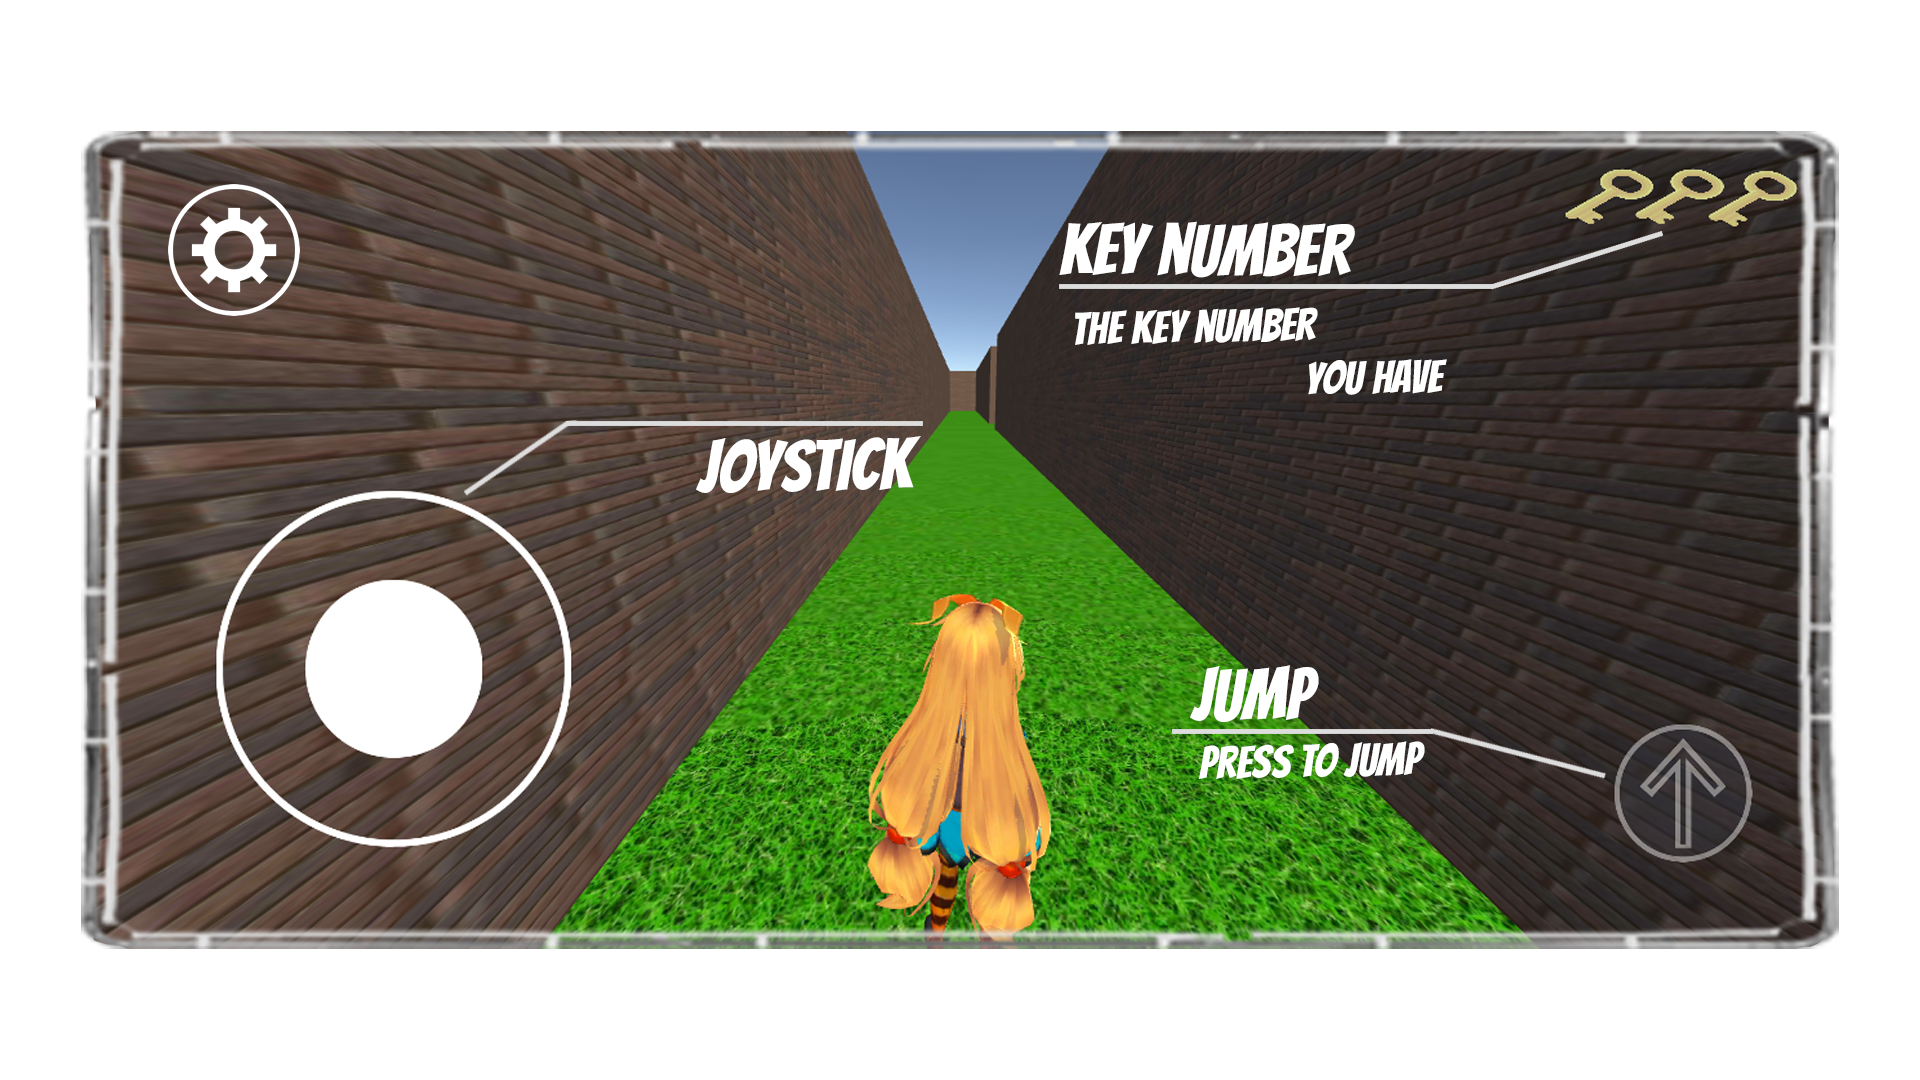 KEY NUMBER
THE KEY NUMBER
YOU HAVE
JOYSTICK
JUMP
PRESS TO JUMP